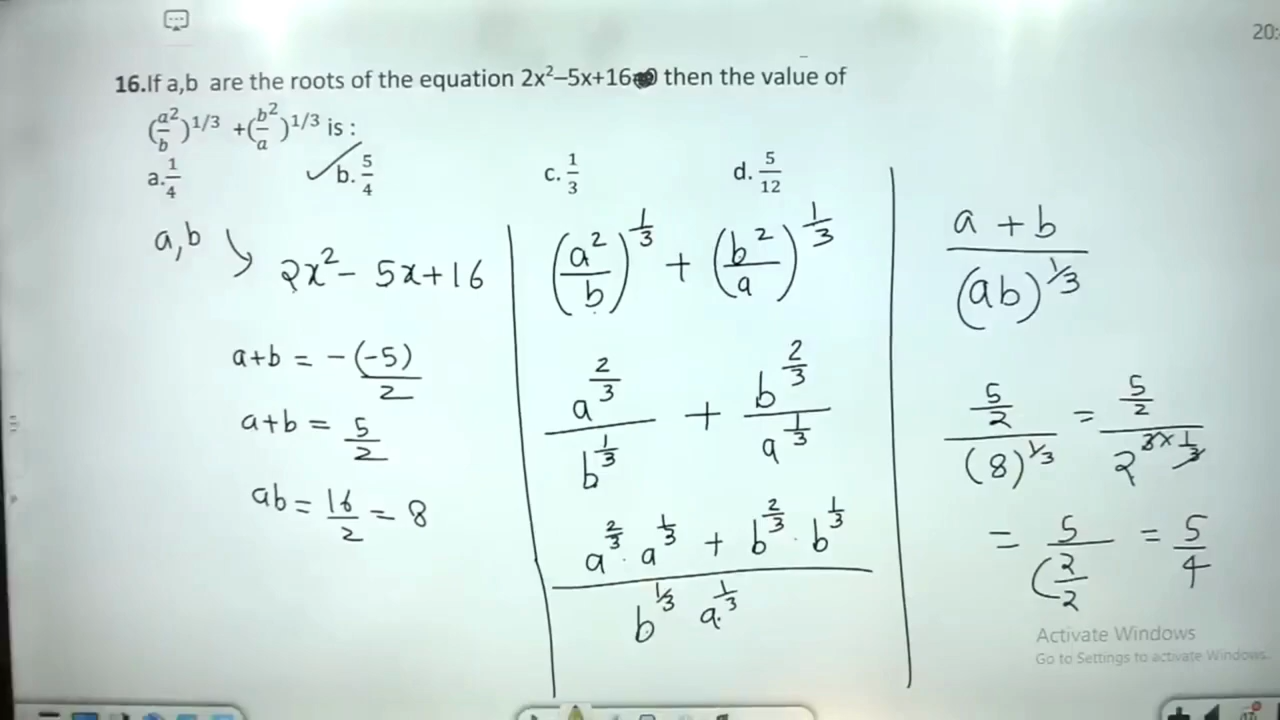 20:
16.If a,b are the roots of the equation 2x²–5x+16=0 then the value of
(a²/b)^1/3 +(b²/a)^1/3 is :
a. 1/4 ✓b. 5/4 c. 1/3 d. 5/12
a,b ↘ 2x² - 5x+16
a+b = -(-5)/2
a+b = 5/2
ab = 16/2 = 8
(a²/b)^1/3 + (b²/a)^1/3
a^2/3 / b^1/3 + b^2/3 / a^1/3
a^2/3 · a^1/3 + b^2/3 · b^1/3 / b^1/3 a^1/3
a + b / (ab)^1/3
5/2 / (8)^1/3 = 5/2 / 2^3×1/3
= 5 / (2/2 = 5/4
Activate Windows
Go to Settings to activate Windows.